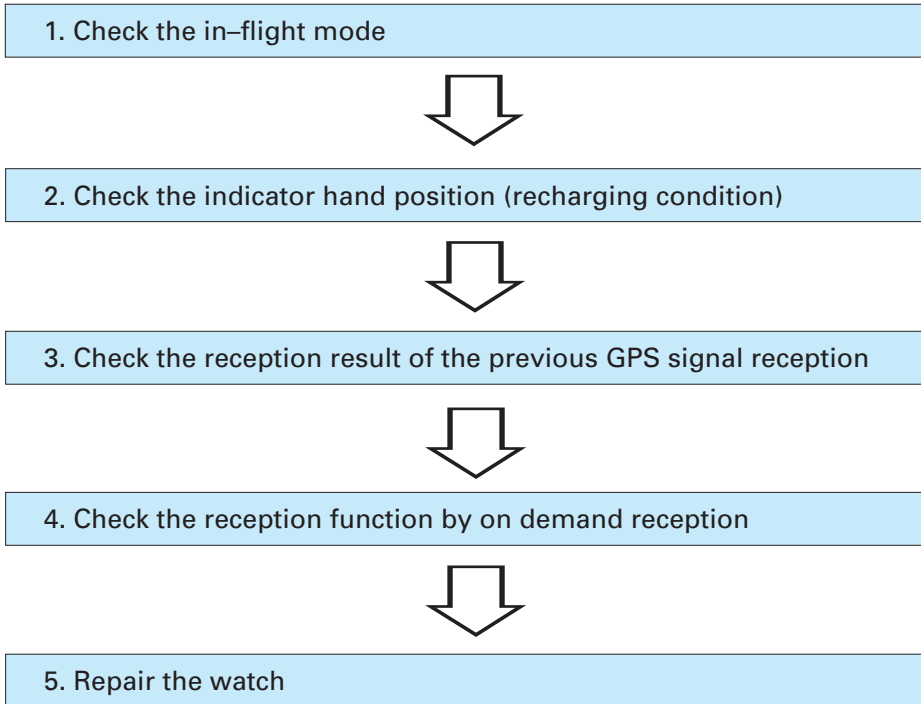 1. Check the in–flight mode
2. Check the indicator hand position (recharging condition)
3. Check the reception result of the previous GPS signal reception
4. Check the reception function by on demand reception
5. Repair the watch